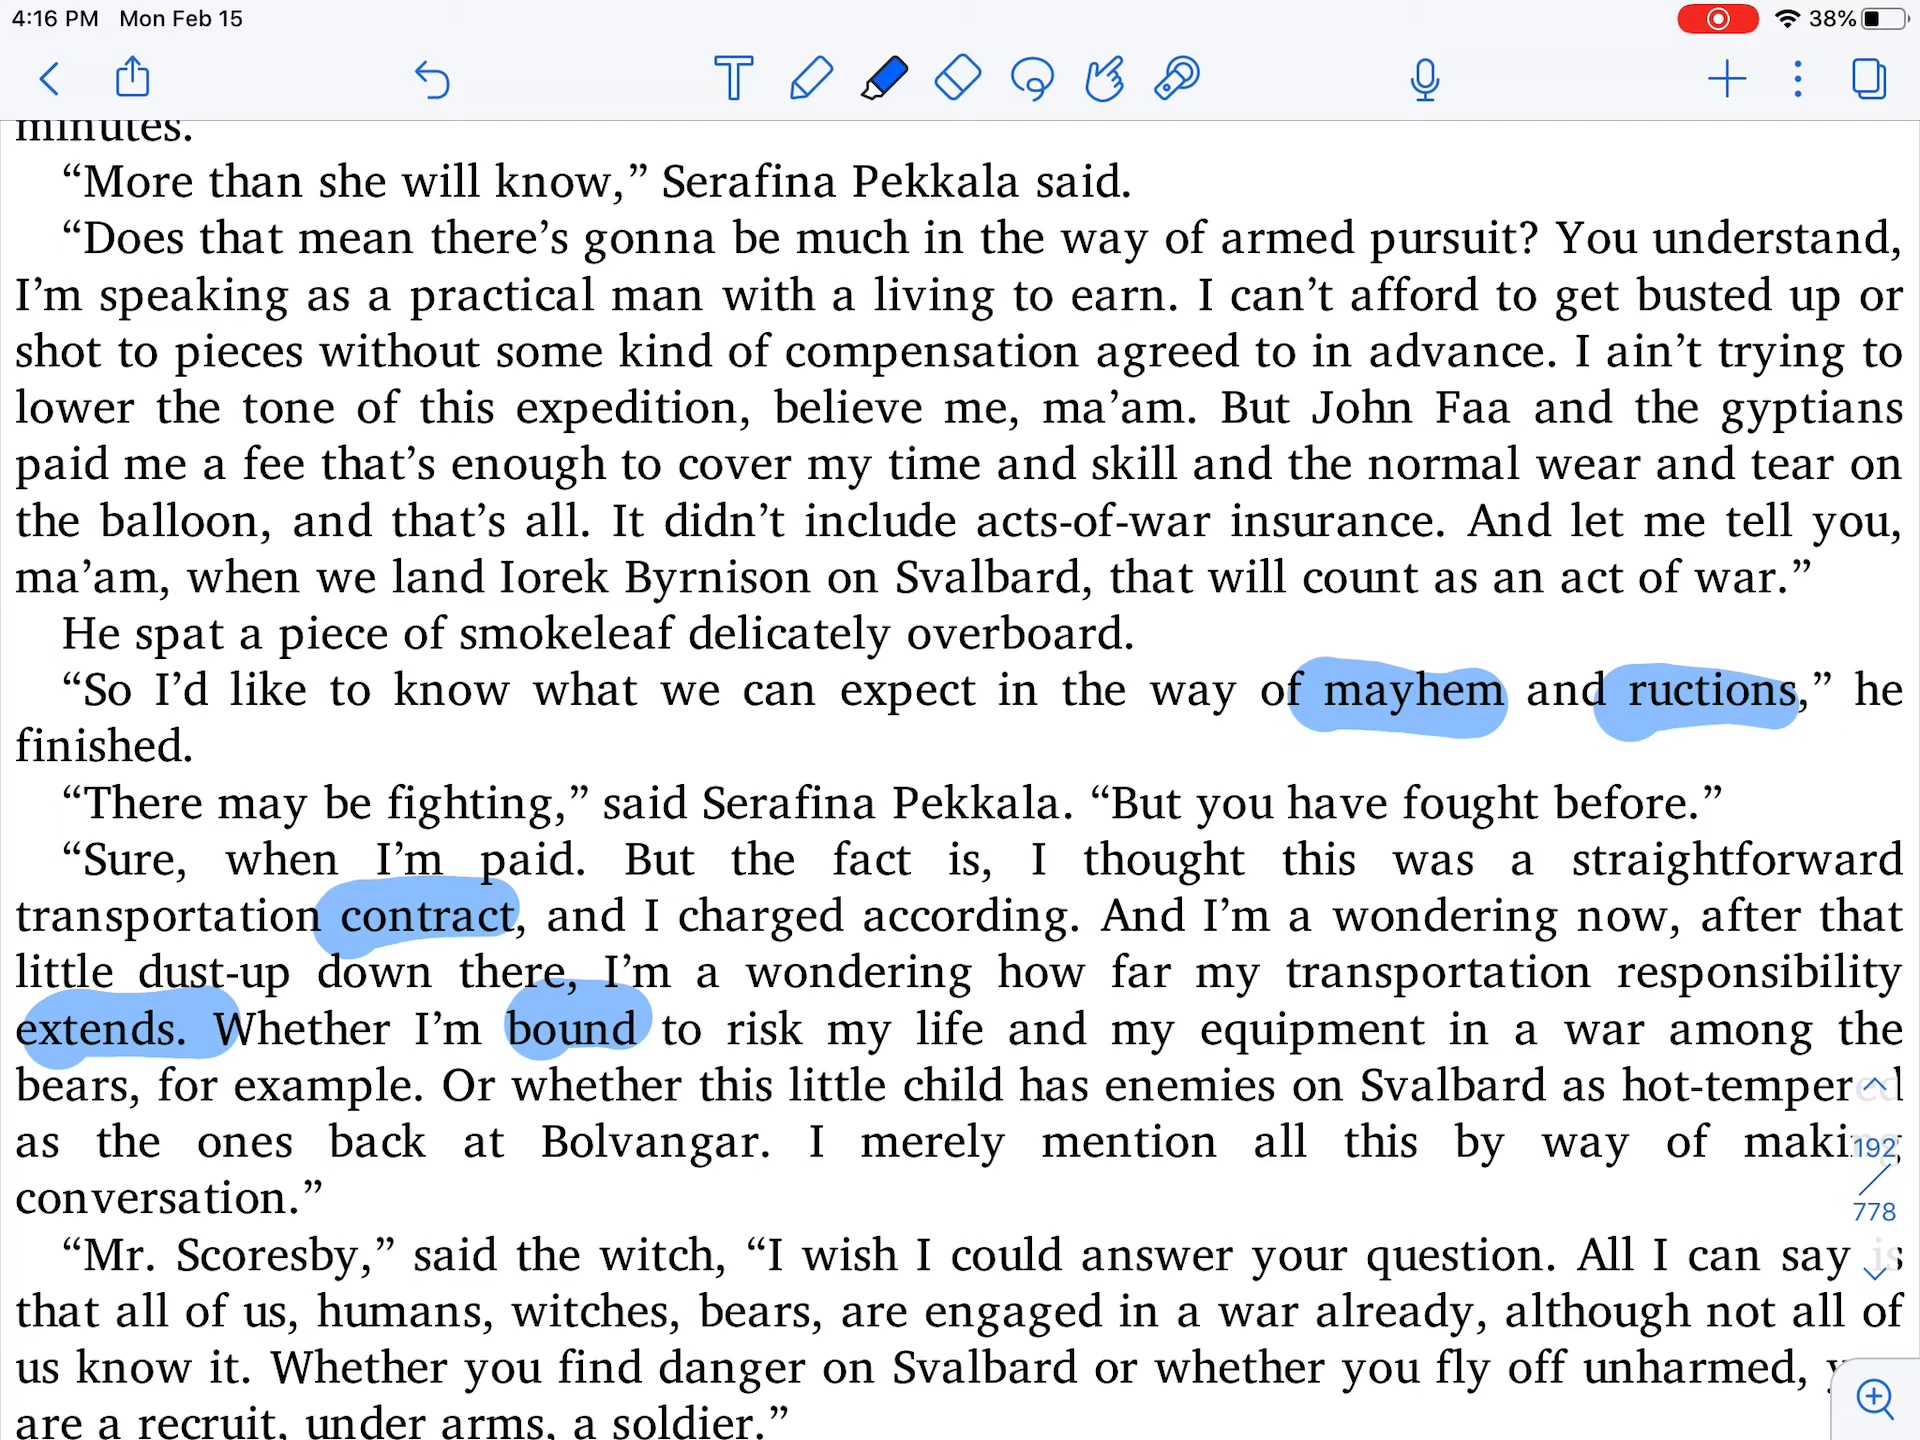 4:16 PM Mon Feb 15
38%
minutes.
“More than she will know,” Serafina Pekkala said.
“Does that mean there’s gonna be much in the way of armed pursuit? You understand,
I’m speaking as a practical man with a living to earn. I can’t afford to get busted up or
shot to pieces without some kind of compensation agreed to in advance. I ain’t trying to
lower the tone of this expedition, believe me, ma’am. But John Faa and the gyptians
paid me a fee that’s enough to cover my time and skill and the normal wear and tear on
the balloon, and that’s all. It didn’t include acts-of-war insurance. And let me tell you,
ma’am, when we land Iorek Byrnison on Svalbard, that will count as an act of war.”
He spat a piece of smokeleaf delicately overboard.
“So I’d like to know what we can expect in the way of mayhem and ructions,” he
finished.
“There may be fighting,” said Serafina Pekkala. “But you have fought before.”
“Sure, when I’m paid. But the fact is, I thought this was a straightforward
transportation contract, and I charged according. And I’m a wondering now, after that
little dust-up down there, I’m a wondering how far my transportation responsibility
extends. Whether I’m bound to risk my life and my equipment in a war among the
bears, for example. Or whether this little child has enemies on Svalbard as hot-tempered
as the ones back at Bolvangar. I merely mention all this by way of making
192
conversation.”
778
“Mr. Scoresby,” said the witch, “I wish I could answer your question. All I can say is
that all of us, humans, witches, bears, are engaged in a war already, although not all of
us know it. Whether you find danger on Svalbard or whether you fly off unharmed,
are a recruit, under arms, a soldier.”